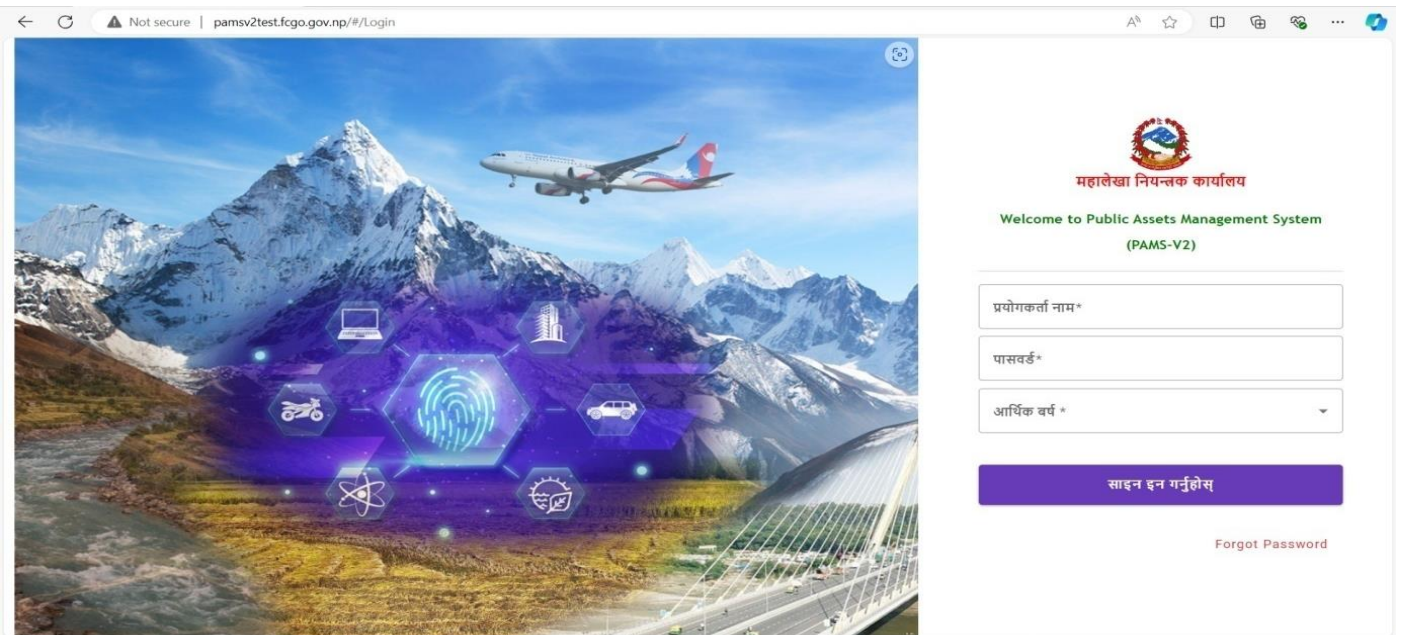 Not secure | pamsv2test.fcgo.gov.np/#/Login
महालेखा नियन्त्रक कार्यालय
Welcome to Public Assets Management System
(PAMS-V2)
प्रयोगकर्ता नाम*
पासवर्ड*
आर्थिक बर्ष *
साइन इन गर्नुहोस्
Forgot Password